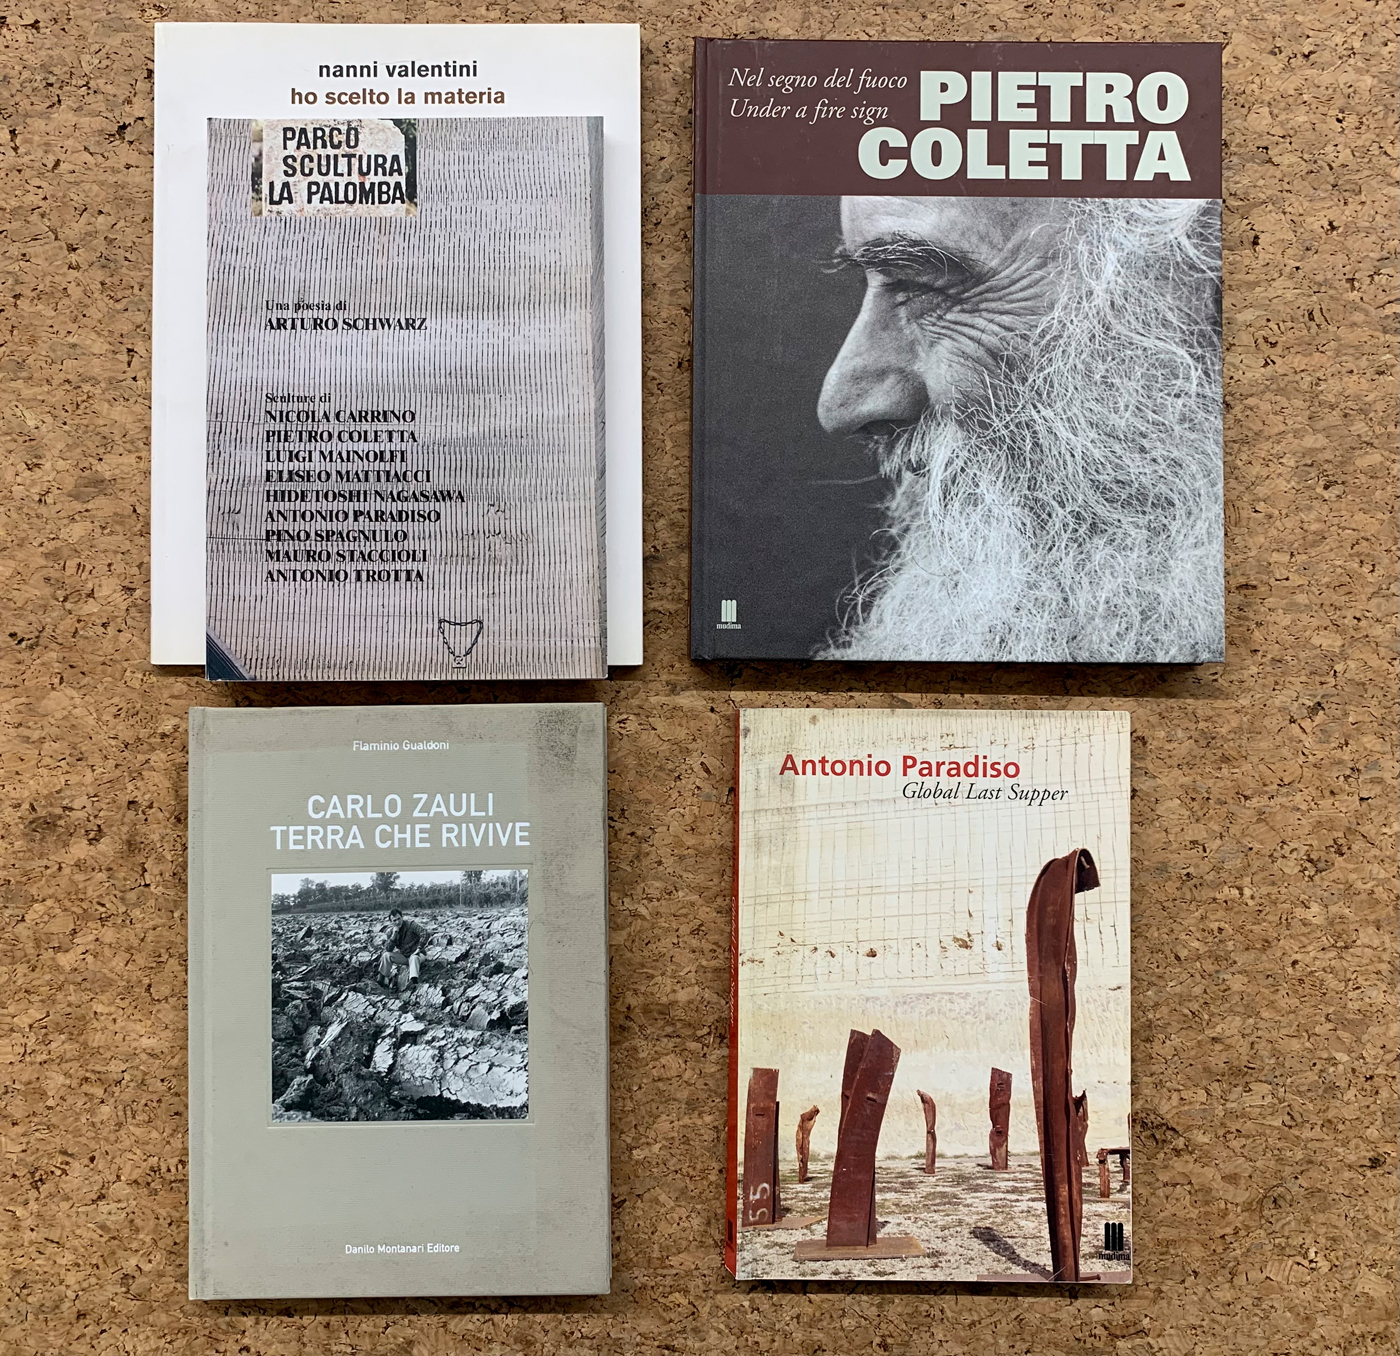 nanni valentini
ho scelto la materia
PARCO
SCULTURA
LA PALOMBA
Una poesia di
ARTURO SCHWARZ
Sculture di
NICOLA CARRINO
PIETRO COLETTA
LUIGI MAINOLFI
ELISEO MATTIACCI
HIDETOSHI NAGASAWA
ANTONIO PARADISO
PINO SPAGNULO
MAURO STACCIOLI
ANTONIO TROTTA
Nel segno del fuoco
Under a fire sign
PIETRO
COLETTA
mudima
Flaminio Gualdoni
CARLO ZAULI
TERRA CHE RIVIVE
Danilo Montanari Editore
Antonio Paradiso
Global Last Supper
55
mudima